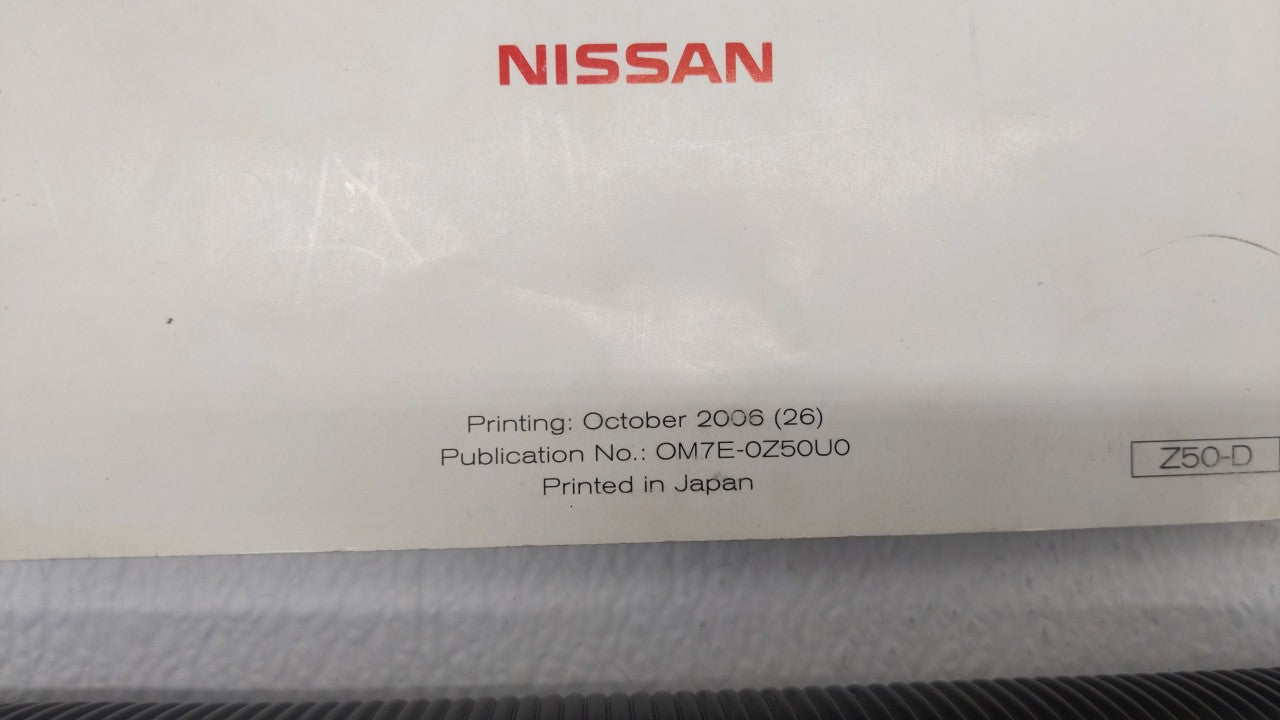 NISSAN
Printing: October 2006 (26)
Publication No.: OM7E-0Z50U0
Printed in Japan
Z50-D